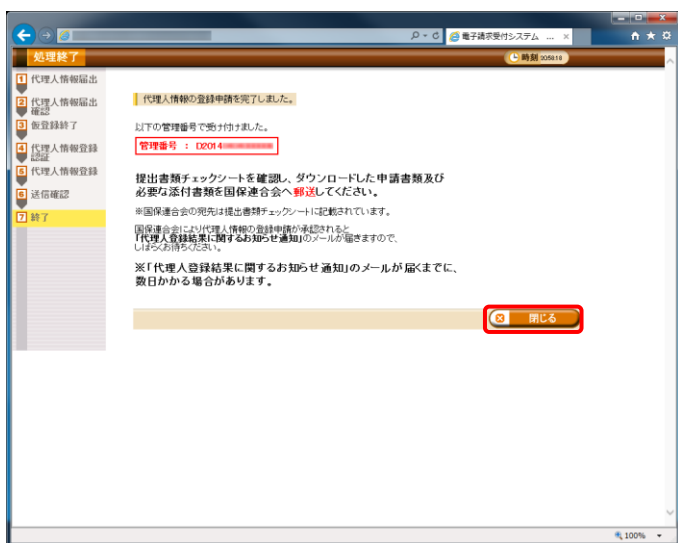 電子請求受付システム ...
処理終了
時刻
1 代理人情報届出
2 代理人情報届出
確認
3 仮登録終了
4 代理人情報登録
認証
5 代理人情報登録
6 送信確認
7 終了
代理人情報の登録申請を完了しました。
以下の管理番号で受け付けました。
管理番号 : D2014
提出書類チェックシートを確認し、ダウンロードした申請書類及び
必要な添付書類を国保連合会へ郵送してください。
※国保連合会の宛先は提出書類チェックシートに記載されています。
国保連合会により代理人情報の登録申請が承認されると
「代理人登録結果に関するお知らせ通知」のメールが届きますので、
しばらくお待ちください。
※「代理人登録結果に関するお知らせ通知」のメールが届くまでに、
数日かかる場合があります。
閉じる
100%